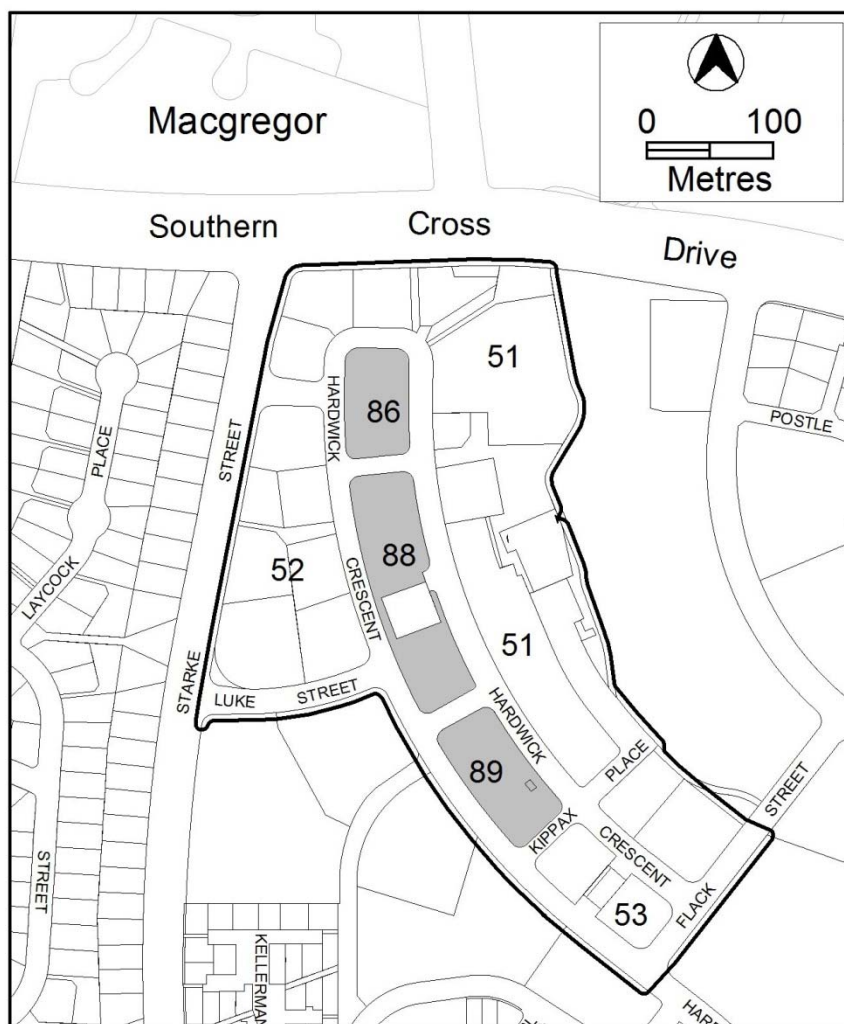 Macgregor
0 100
Metres
Southern Cross Drive
51
HARDWICK
86
POSTLE
PLACE
STREET
88
52
CRESCENT
LAYCOCK
51
STARKE
LUKE STREET
HARDWICK
89
PLACE
KIPPAX
STREET
CRESCENT
STREET
FLACK
53
KELLERMAN